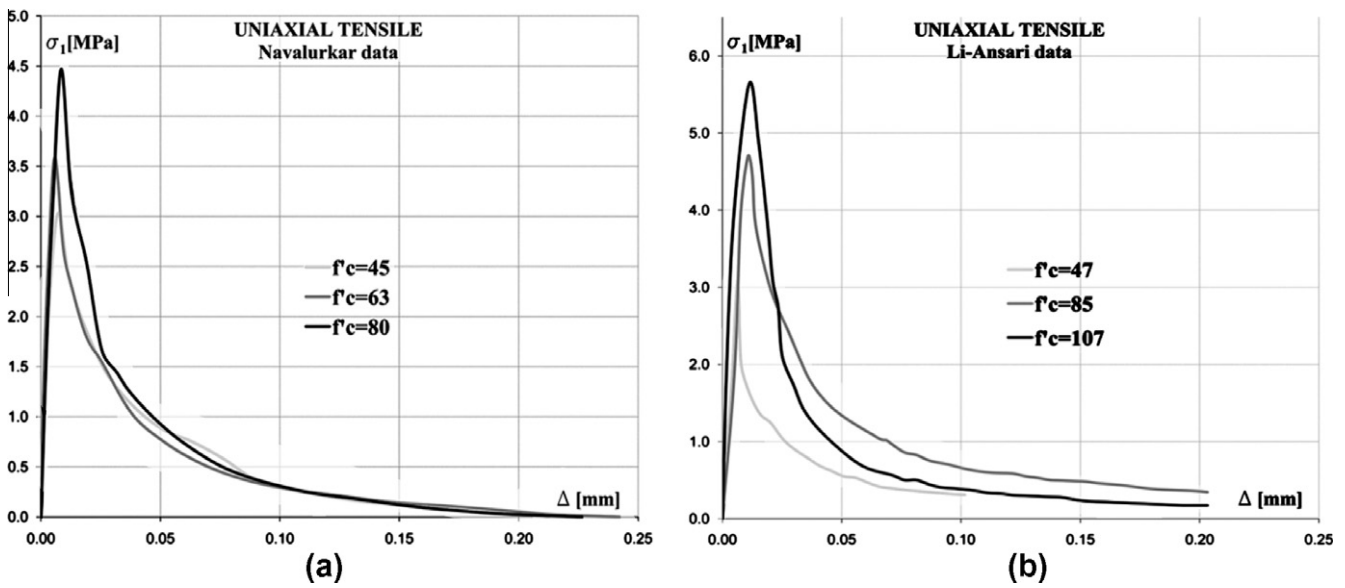 UNIAXIAL TENSILE
Navalurkar data
σ1[MPa]
5.0
4.5
4.0
3.5
3.0
2.5
2.0
1.5
1.0
0.5
0.0
f'c=45
f'c=63
f'c=80
Δ [mm]
0.00 0.05 0.10 0.15 0.20 0.25
(a)
UNIAXIAL TENSILE
Li-Ansari data
σ1[MPa]
6.0
5.0
4.0
3.0
2.0
1.0
0.0
f'c=47
f'c=85
f'c=107
Δ [mm]
0.00 0.05 0.10 0.15 0.20 0.25
(b)